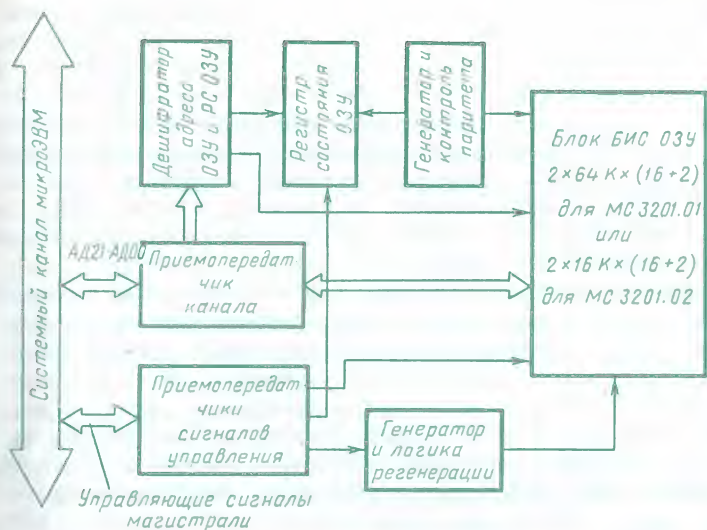 Системный канал микроЭВМ
Дешифратор
адреса
ОЗУ и РС ОЗУ
Регистр
состояния
ОЗУ
Генератор и
контроль
паритета
Блок БИС ОЗУ
2×64 К×(16+2)
для МС 3201.01
или
2×16 К×(16+2)
для МС 3201.02
АД21-АД00
Приемопередат
чик
канала
Приемопередат
чики
сигналов
управления
Генератор
и логика
регенерации
Управляющие сигналы
магистрали